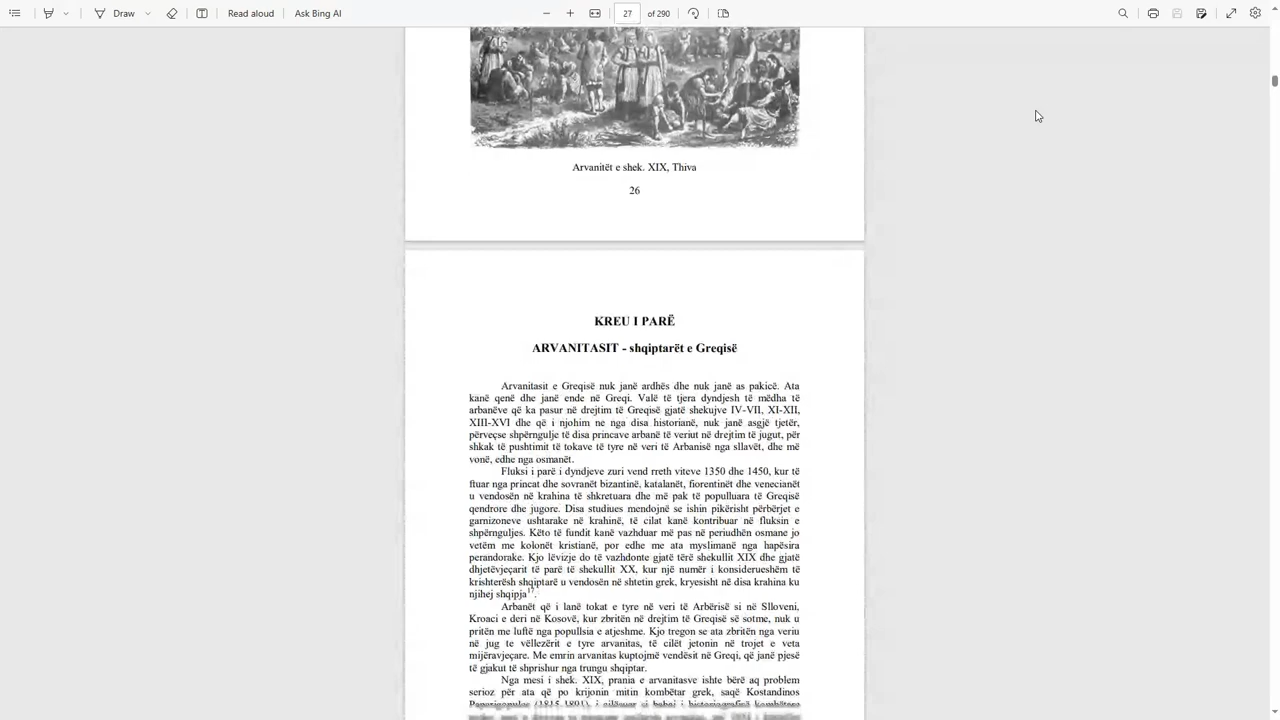 Draw
Read aloud
Ask Bing AI
27 of 290
Arvanitët e shek. XIX, Thiva
26
KREU I PARË
ARVANITASIT - shqiptarët e Greqisë
Arvanitasit e Greqisë nuk janë ardhës dhe nuk janë as pakicë. Ata
kanë qenë dhe janë ende në Greqi. Valë të tjera dyndjesh të mëdha të
arbanëve që ka pasur në drejtim të Greqisë gjatë shekujve IV-VII, XI-XII,
XIII-XVI dhe që i njohim ne nga disa historianë, nuk janë asgjë tjetër,
përveçse shpërngulje të disa princave arbanë të veriut në drejtim të jugut, për
shkak të pushtimit të tokave të tyre në veri të Arbanisë nga sllavët, dhe më
vonë, edhe nga osmanët.
Fluksi i parë i dyndjeve zuri vend rreth viteve 1350 dhe 1450, kur të
ftuar nga princat dhe sovranët bizantinë, katalanët, fiorentinët dhe venecianët
u vendosën në krahina të shkretuara dhe më pak të populluara të Greqisë
qendrore dhe jugore. Disa studiues mendojnë se ishin pikërisht përbërjet e
garnizoneve ushtarake në krahinë, të cilat kanë kontribuar në fluksin e
shpërnguljes. Këto të fundit kanë vazhduar më pas në periudhën osmane jo
vetëm me kolonët kristianë, por edhe me ata myslimanë nga hapësira
perandorake. Kjo lëvizje do të vazhdonte gjatë tërë shekullit XIX dhe gjatë
dhjetëvjeçarit të parë të shekullit XX, kur një numër i konsiderueshëm të
krishterësh shqiptarë u vendosën në shtetin grek, kryesisht në disa krahina ku
njihej shqipja17.
Arbanët që i lanë tokat e tyre në veri të Arbërisë si në Slloveni,
Kroaci e deri në Kosovë, kur zbritën në drejtim të Greqisë së sotme, nuk u
pritën me luftë nga popullsia e atjeshme. Kjo tregon se ata zbritën nga veriu
në jug te vëllezërit e tyre arvanitas, të cilët jetonin në trojet e veta
mijëravjeçare. Me emrin arvanitas kuptojmë vendësit në Greqi, që janë pjesë
të gjakut të shprishur nga trungu shqiptar.
Nga mesi i shek. XIX, prania e arvanitasve ishte bërë aq problem
serioz për ata që po krijonin mitin kombëtar grek, saqë Kostandinos
Paparigopulos (1815-1891), i cilësuar si babai i historiografisë kombëtare